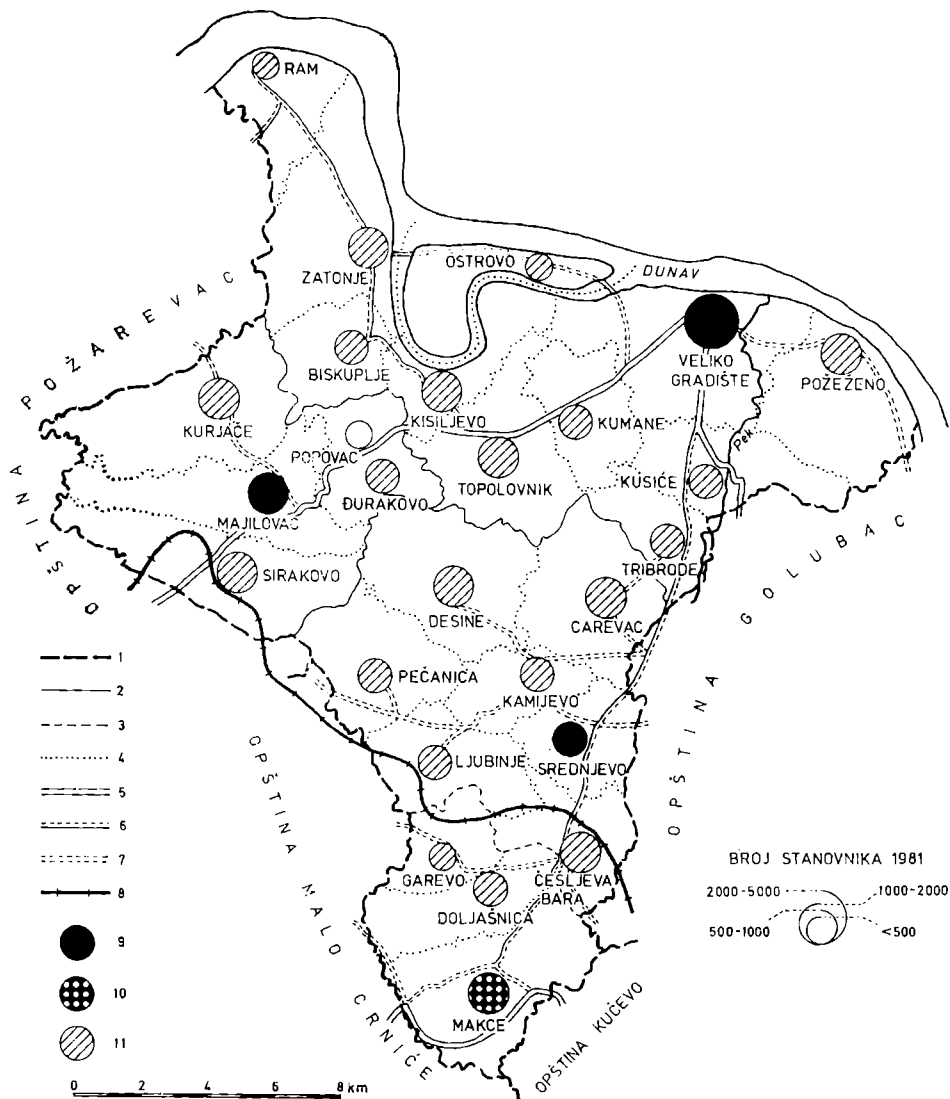 RAM
ZATONJE
OSTROVO
DUNAV
OPŠTINA POŽAREVAC
BISKUPLJE
VELIKO
GRADIŠTE
POŽEŽENO
KURJAČE
KISILJEVO
KUMANE
POPOVAC
Pek
TOPOLOVNIK
KUSIĆE
ĐURAKOVO
MAJILOVAC
TRIBRODE
SIRAKOVO
DESINE
CAREVAC
OPŠTINA GOLUBAC
PEČANICA
KAMIJEVO
LJUBINJE
SREDNJEVO
OPŠTINA MALO CRNIĆE
GAREVO
ČEŠLJEVA
BARA
DOLJAŠNICA
MAKCE
OPŠTINA KUČEVO
1
2
3
4
5
6
7
8
9
10
11
0 2 4 6 8 km
BROJ STANOVNIKA 1981
2000-5000 1000-2000
500-1000 <500